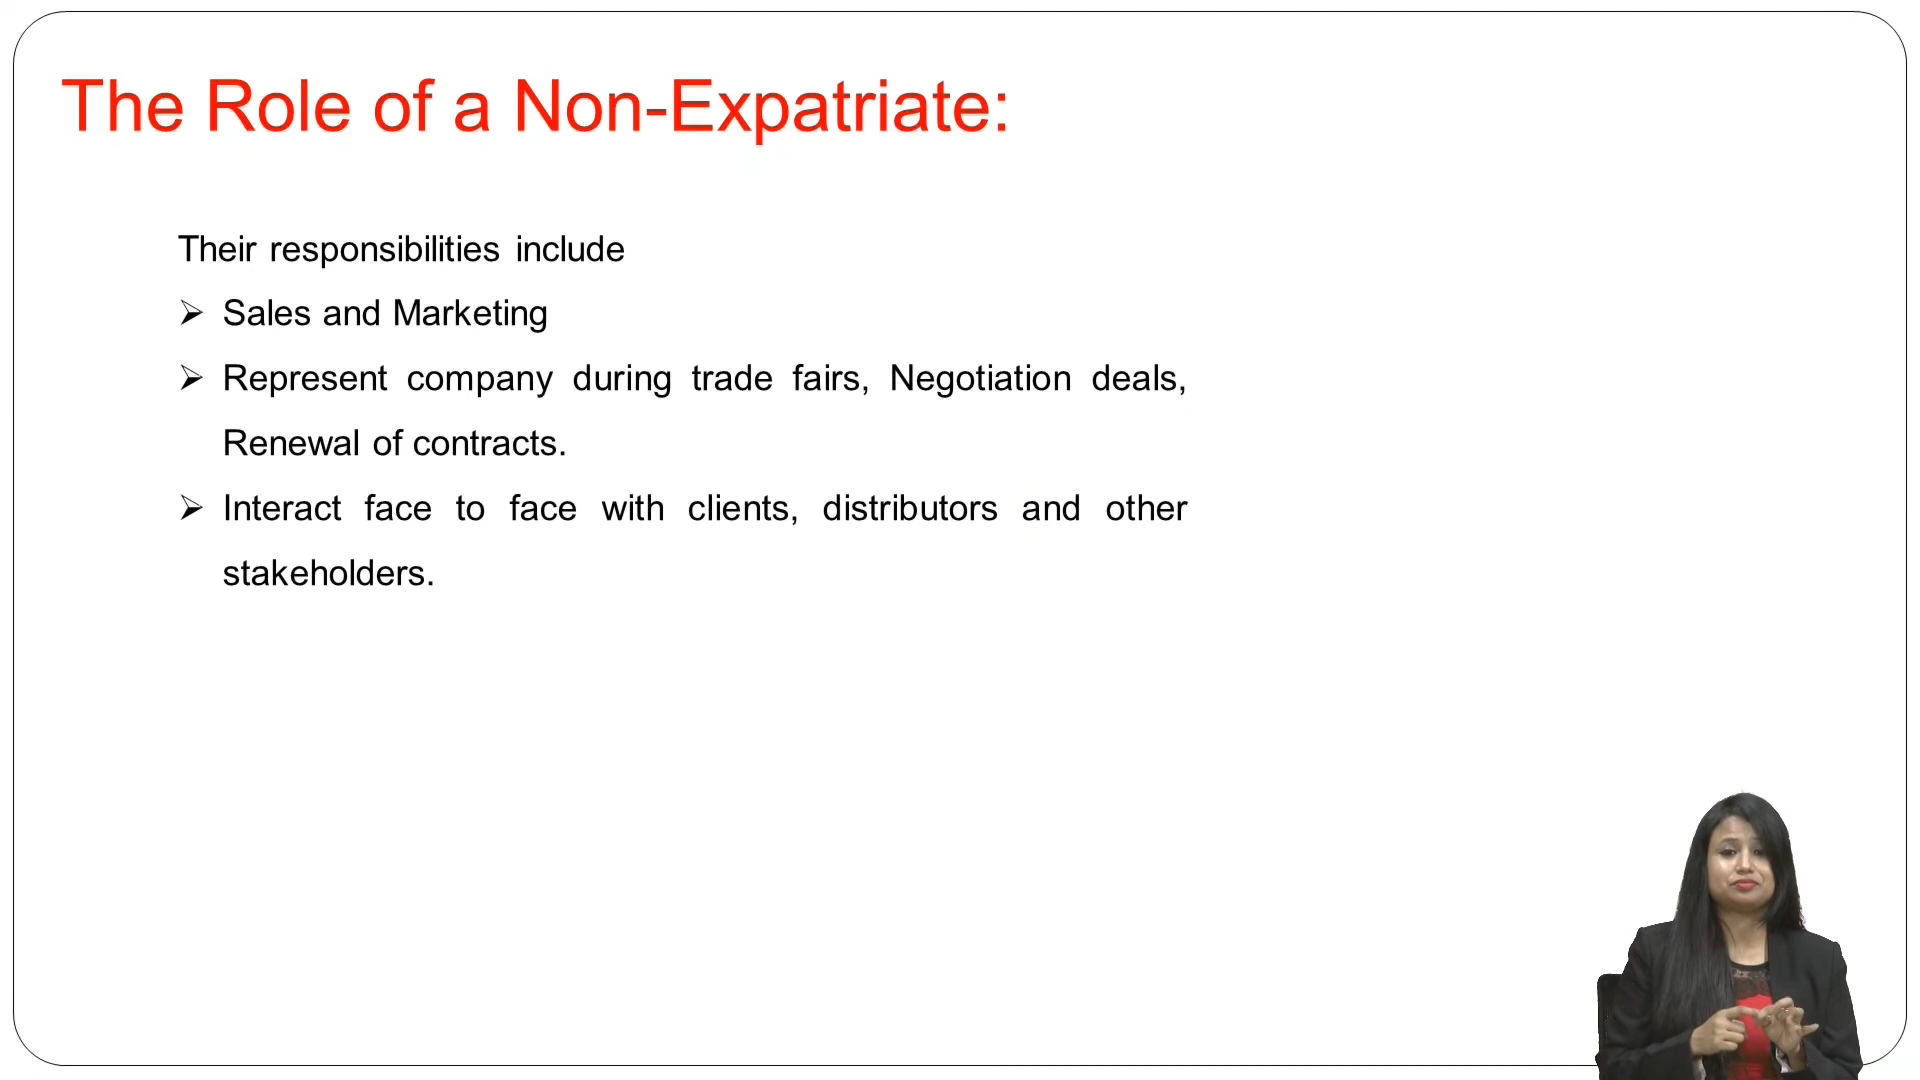 The Role of a Non-Expatriate:
Their responsibilities include
➢ Sales and Marketing
➢ Represent company during trade fairs, Negotiation deals,
Renewal of contracts.
➢ Interact face to face with clients, distributors and other
stakeholders.